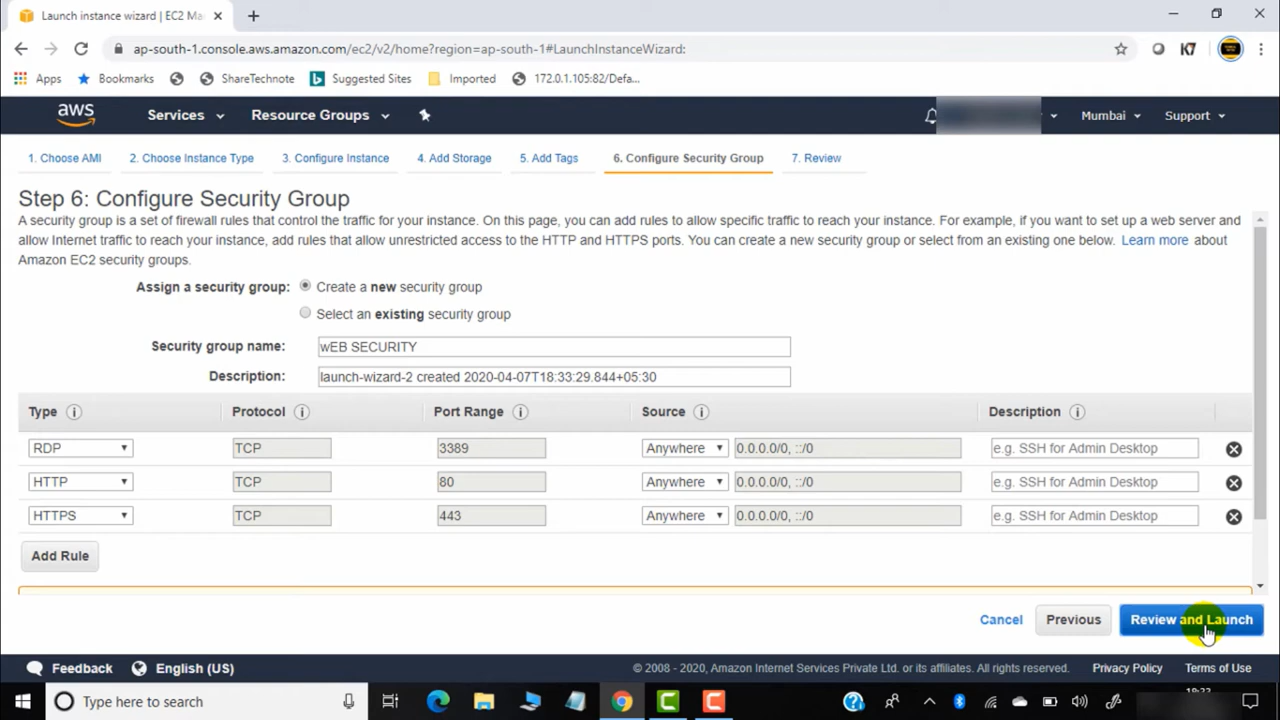 Launch instance wizard | EC2 Ma
ap-south-1.console.aws.amazon.com/ec2/v2/home?region=ap-south-1#LaunchInstanceWizard:
K7
Apps Bookmarks ShareTechnote Suggested Sites Imported 172.0.1.105:82/Defa...
aws Services Resource Groups Mumbai Support
1. Choose AMI 2. Choose Instance Type 3. Configure Instance 4. Add Storage 5. Add Tags 6. Configure Security Group 7. Review
Step 6: Configure Security Group
A security group is a set of firewall rules that control the traffic for your instance. On this page, you can add rules to allow specific traffic to reach your instance. For example, if you want to set up a web server and
allow Internet traffic to reach your instance, add rules that allow unrestricted access to the HTTP and HTTPS ports. You can create a new security group or select from an existing one below. Learn more about
Amazon EC2 security groups.
Assign a security group: Create a new security group
Select an existing security group
Security group name: wEB SECURITY
Description: launch-wizard-2 created 2020-04-07T18:33:29.844+05:30
Type Protocol Port Range Source Description
RDP TCP 3389 Anywhere 0.0.0.0/0, ::/0 e.g. SSH for Admin Desktop
HTTP TCP 80 Anywhere 0.0.0.0/0, ::/0 e.g. SSH for Admin Desktop
HTTPS TCP 443 Anywhere 0.0.0.0/0, ::/0 e.g. SSH for Admin Desktop
Add Rule
Cancel Previous Review and Launch
Feedback English (US) © 2008 - 2020, Amazon Internet Services Private Ltd. or its affiliates. All rights reserved. Privacy Policy Terms of Use
Type here to search